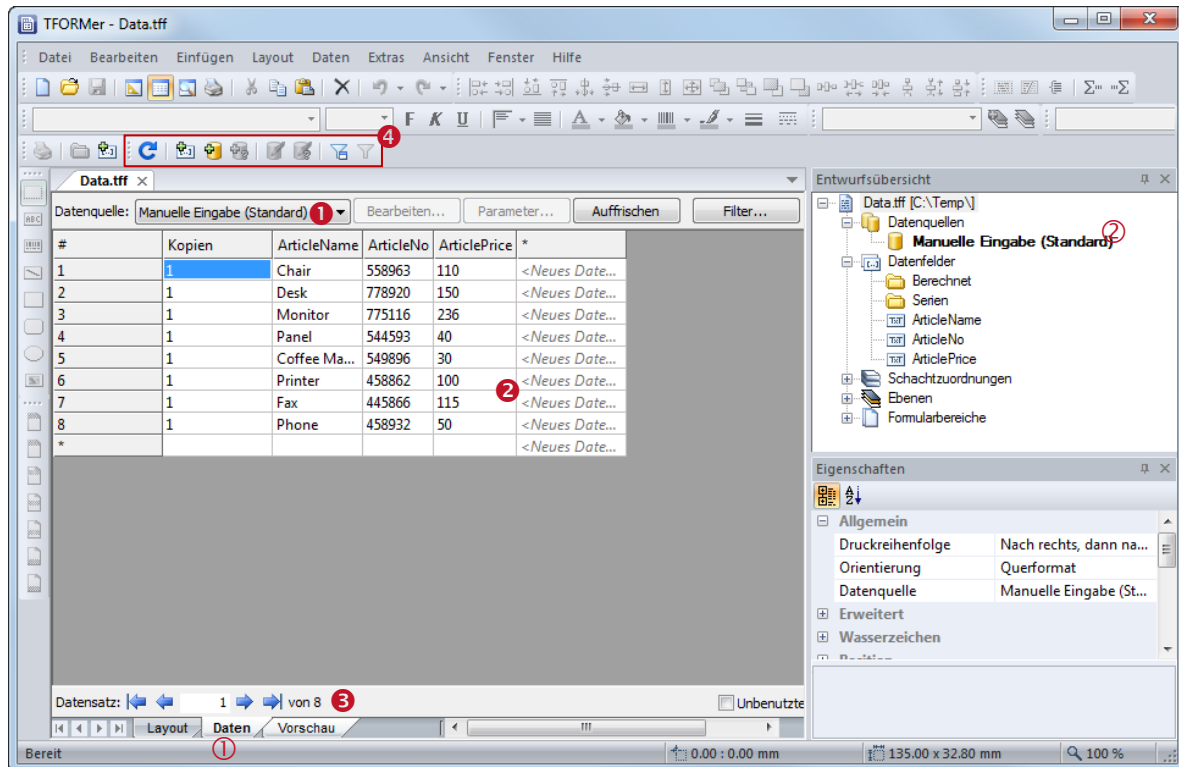 TFORMer - Data.tff
Datei Bearbeiten Einfügen Layout Daten Extras Ansicht Fenster Hilfe
F K U A
❹
Data.tff
Datenquelle: Manuelle Eingabe (Standard) ❶ Bearbeiten... Parameter... Auffrischen Filter...
# Kopien ArticleName ArticleNo ArticlePrice *
1 1 Chair 558963 110 <Neues Date...
2 1 Desk 778920 150 <Neues Date...
3 1 Monitor 775116 236 <Neues Date...
4 1 Panel 544593 40 <Neues Date...
5 1 Coffee Ma... 549896 30 <Neues Date...
6 1 Printer 458862 100 <Neues Date...
❷
7 1 Fax 445866 115 <Neues Date...
8 1 Phone 458932 50 <Neues Date...
* <Neues Date...
Datensatz: 1 von 8 ❸ Unbenutzte
Layout Daten Vorschau
①
Entwurfsübersicht
Data.tff [C:\Temp\]
Datenquellen
Manuelle Eingabe (Standard) ②
Datenfelder
Berechnet
Serien
ArticleName
ArticleNo
ArticlePrice
Schachtzuordnungen
Ebenen
Formularbereiche
Eigenschaften
Allgemein
Druckreihenfolge Nach rechts, dann na...
Orientierung Querformat
Datenquelle Manuelle Eingabe (St...
Erweitert
Wasserzeichen
Bereit 0.00 : 0.00 mm 135.00 x 32.80 mm 100 %